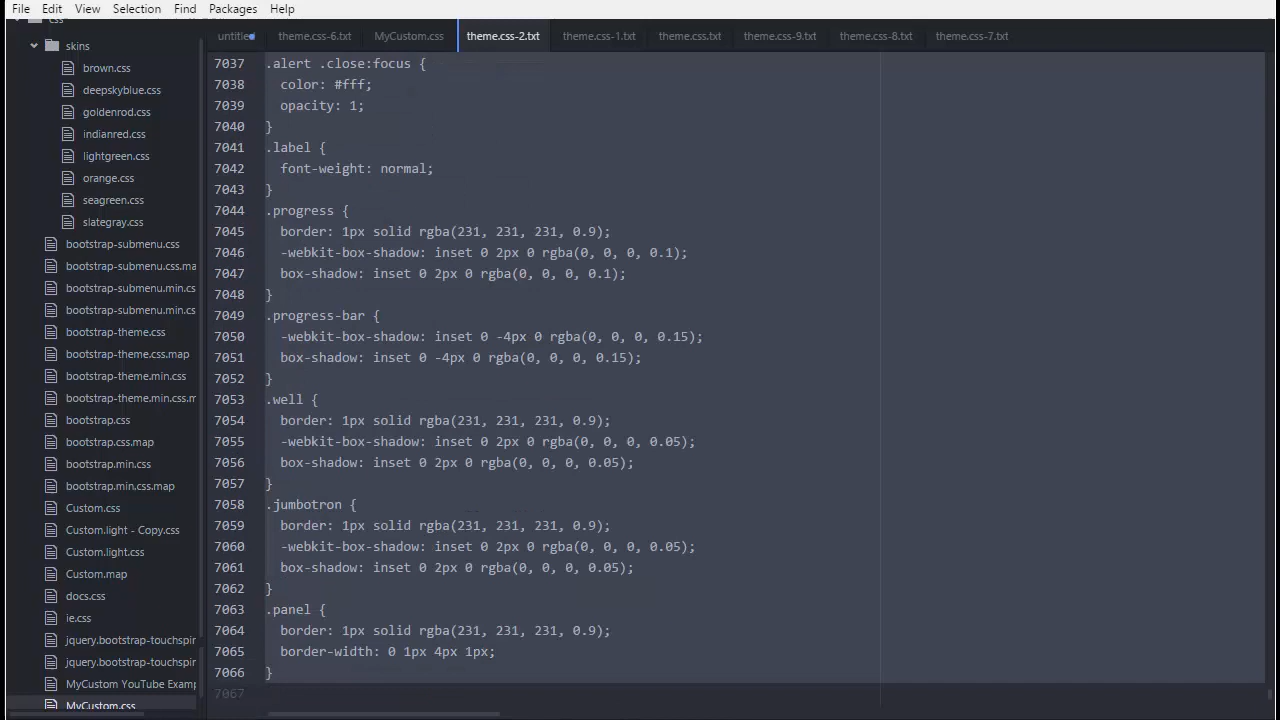 File Edit View Selection Find Packages Help
css
skins
brown.css
deepskyblue.css
goldenrod.css
indianred.css
lightgreen.css
orange.css
seagreen.css
slategray.css
bootstrap-submenu.css
bootstrap-submenu.css.ma
bootstrap-submenu.min.cs
bootstrap-submenu.min.cs
bootstrap-theme.css
bootstrap-theme.css.map
bootstrap-theme.min.css
bootstrap-theme.min.css.m
bootstrap.css
bootstrap.css.map
bootstrap.min.css
bootstrap.min.css.map
Custom.css
Custom.light - Copy.css
Custom.light.css
Custom.map
docs.css
ie.css
jquery.bootstrap-touchspir
jquery.bootstrap-touchspir
MyCustom YouTube Examp
MyCustom.css
untitled theme.css-6.txt MyCustom.css theme.css-2.txt theme.css-1.txt theme.css.txt theme.css-9.txt theme.css-8.txt theme.css-7.txt
7037 .alert .close:focus {
7038 color: #fff;
7039 opacity: 1;
7040 }
7041 .label {
7042 font-weight: normal;
7043 }
7044 .progress {
7045 border: 1px solid rgba(231, 231, 231, 0.9);
7046 -webkit-box-shadow: inset 0 2px 0 rgba(0, 0, 0, 0.1);
7047 box-shadow: inset 0 2px 0 rgba(0, 0, 0, 0.1);
7048 }
7049 .progress-bar {
7050 -webkit-box-shadow: inset 0 -4px 0 rgba(0, 0, 0, 0.15);
7051 box-shadow: inset 0 -4px 0 rgba(0, 0, 0, 0.15);
7052 }
7053 .well {
7054 border: 1px solid rgba(231, 231, 231, 0.9);
7055 -webkit-box-shadow: inset 0 2px 0 rgba(0, 0, 0, 0.05);
7056 box-shadow: inset 0 2px 0 rgba(0, 0, 0, 0.05);
7057 }
7058 .jumbotron {
7059 border: 1px solid rgba(231, 231, 231, 0.9);
7060 -webkit-box-shadow: inset 0 2px 0 rgba(0, 0, 0, 0.05);
7061 box-shadow: inset 0 2px 0 rgba(0, 0, 0, 0.05);
7062 }
7063 .panel {
7064 border: 1px solid rgba(231, 231, 231, 0.9);
7065 border-width: 0 1px 4px 1px;
7066 }
7067